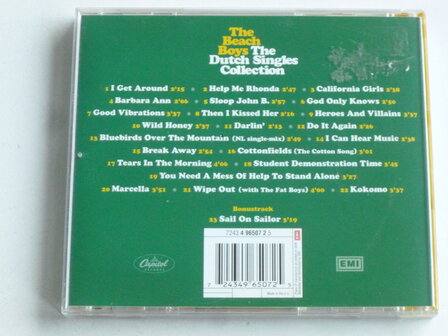 The
Beach
Boys The
Dutch Singles
Collection
1 I Get Around 2:15 // 2 Help Me Rhonda 2:47 // 3 California Girls 2:38
4 Barbara Ann 2:06 // 5 Sloop John B. 2:57 // 6 God Only Knows 2:50
7 Good Vibrations 3:37 // 8 Then I Kissed Her 2:16 // 9 Heroes And Villains 3:37
10 Wild Honey 2:37 // 11 Darlin' 2:13 // 12 Do It Again 2:26
13 Bluebirds Over The Mountain (NL single-mix) 2:49 // 14 I Can Hear Music 2:38
15 Break Away 2:54 // 16 Cottonfields (The Cotton Song) 3:01
17 Tears In The Morning 4:06 // 18 Student Demonstration Time 3:45
19 You Need A Mess Of Help To Stand Alone 3:27
20 Marcella 3:51 // 21 Wipe Out (with The Fat Boys) 4:00 // 22 Kokomo 3:37
Bonustrack
23 Sail On Sailor 3:19
7243 4 96507 2 5
7 24349 65072 5
Capitol
RECORDS
EMI